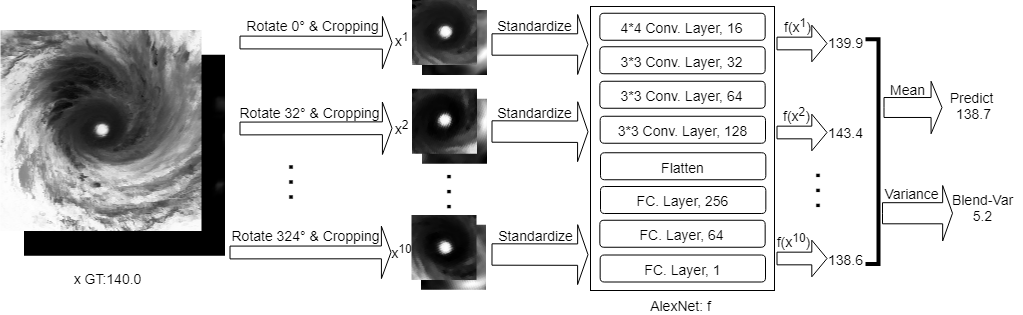 Rotate 0° & Cropping
x1
Standardize
4*4 Conv. Layer, 16
f(x1)
139.9
3*3 Conv. Layer, 32
3*3 Conv. Layer, 64
Mean
Predict
138.7
Rotate 32° & Cropping
x2
Standardize
3*3 Conv. Layer, 128
f(x2)
143.4
Flatten
FC. Layer, 256
Variance
Blend-Var
5.2
Rotate 324° & Cropping
x10
Standardize
FC. Layer, 64
f(x10)
138.6
FC. Layer, 1
x GT:140.0
AlexNet: f